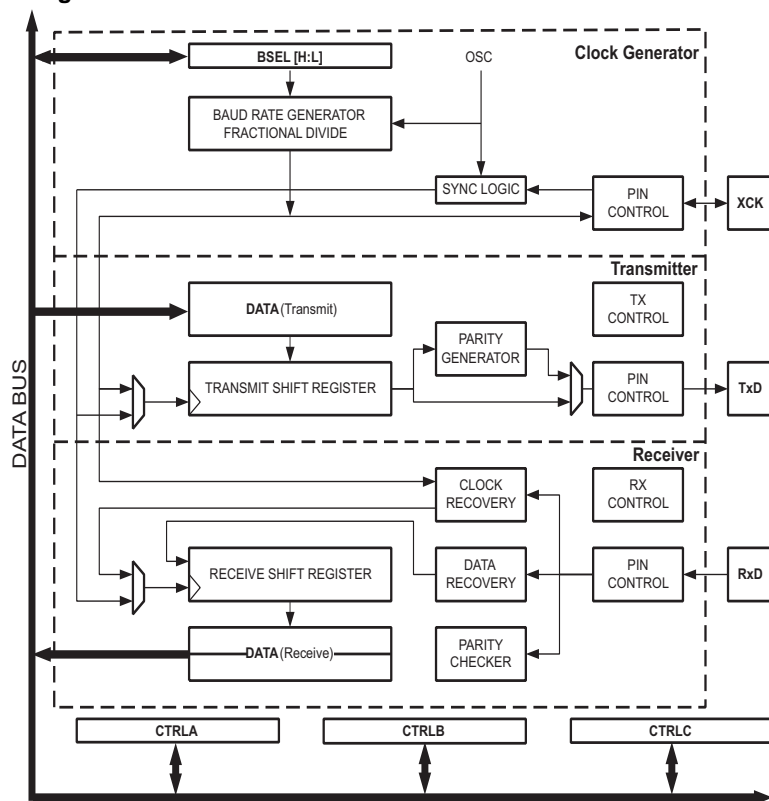 BSEL [H:L]
OSC
Clock Generator
BAUD RATE GENERATOR
FRACTIONAL DIVIDE
SYNC LOGIC
PIN
CONTROL
XCK
Transmitter
DATA (Transmit)
TX
CONTROL
PARITY
GENERATOR
TRANSMIT SHIFT REGISTER
PIN
CONTROL
TxD
DATA BUS
Receiver
CLOCK
RECOVERY
RX
CONTROL
RECEIVE SHIFT REGISTER
DATA
RECOVERY
PIN
CONTROL
RxD
DATA (Receive)
PARITY
CHECKER
CTRLA
CTRLB
CTRLC